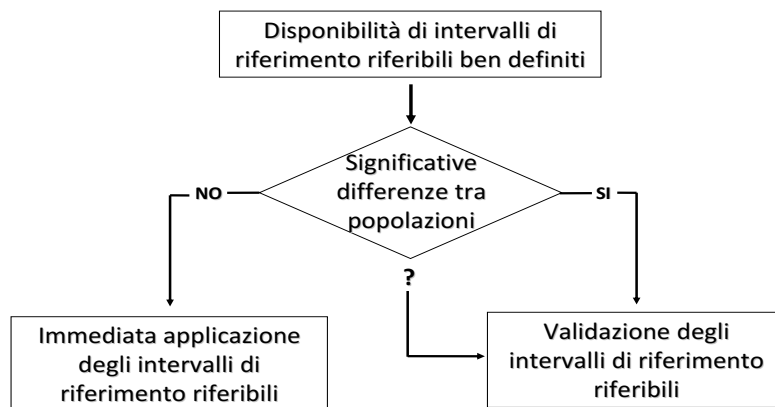 Disponibilità di intervalli di
riferimento riferibili ben definiti
Significative
differenze tra
popolazioni
NO
SI
?
Immediata applicazione
degli intervalli di
riferimento riferibili
Validazione degli
intervalli di riferimento
riferibili